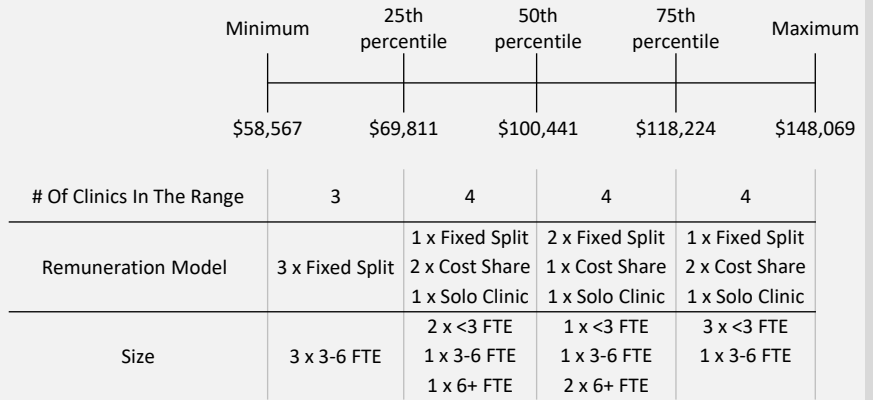 Minimum 25th percentile 50th percentile 75th percentile Maximum
$58,567 $69,811 $100,441 $118,224 $148,069
# Of Clinics In The Range 3 4 4 4
1 x Fixed Split 2 x Fixed Split 1 x Fixed Split
Remuneration Model 3 x Fixed Split 2 x Cost Share 1 x Cost Share 2 x Cost Share
1 x Solo Clinic 1 x Solo Clinic 1 x Solo Clinic
2 x <3 FTE 1 x <3 FTE 3 x <3 FTE
Size 3 x 3-6 FTE 1 x 3-6 FTE 1 x 3-6 FTE 1 x 3-6 FTE
1 x 6+ FTE 2 x 6+ FTE